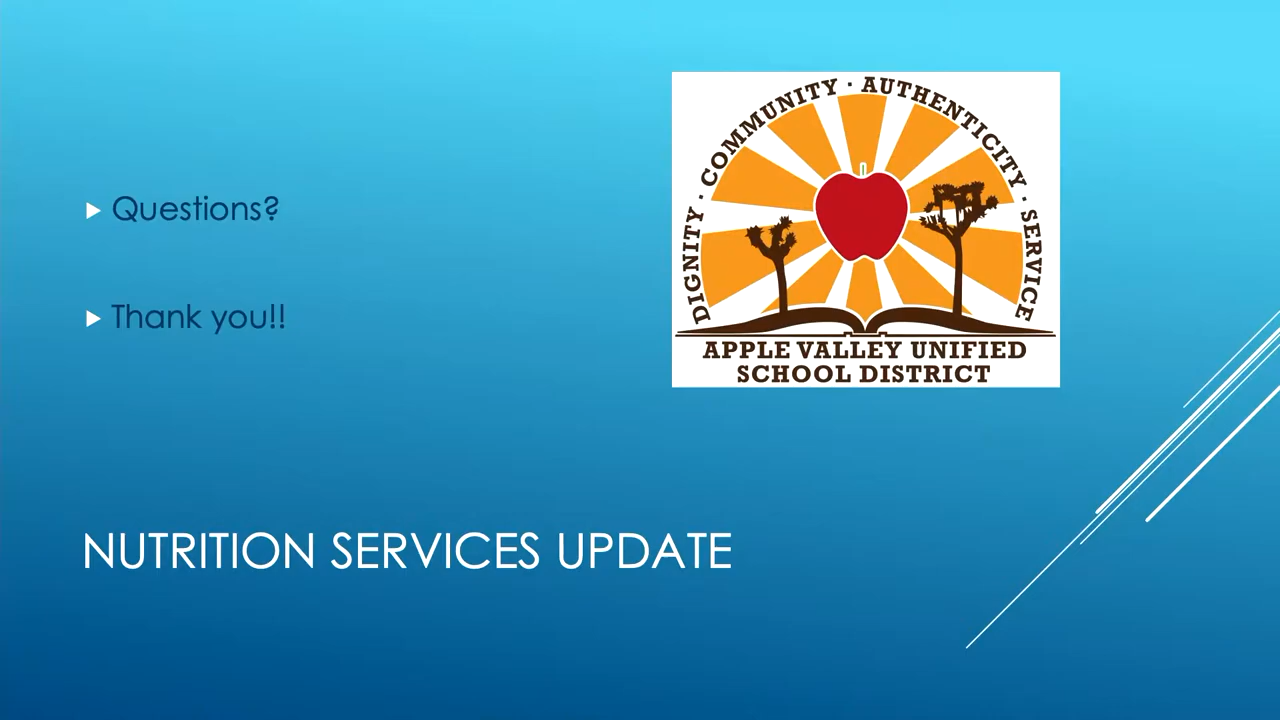 Questions?
Thank you!!
DIGNITY · COMMUNITY · AUTHENTICITY · SERVICE
APPLE VALLEY UNIFIED
SCHOOL DISTRICT
NUTRITION SERVICES UPDATE